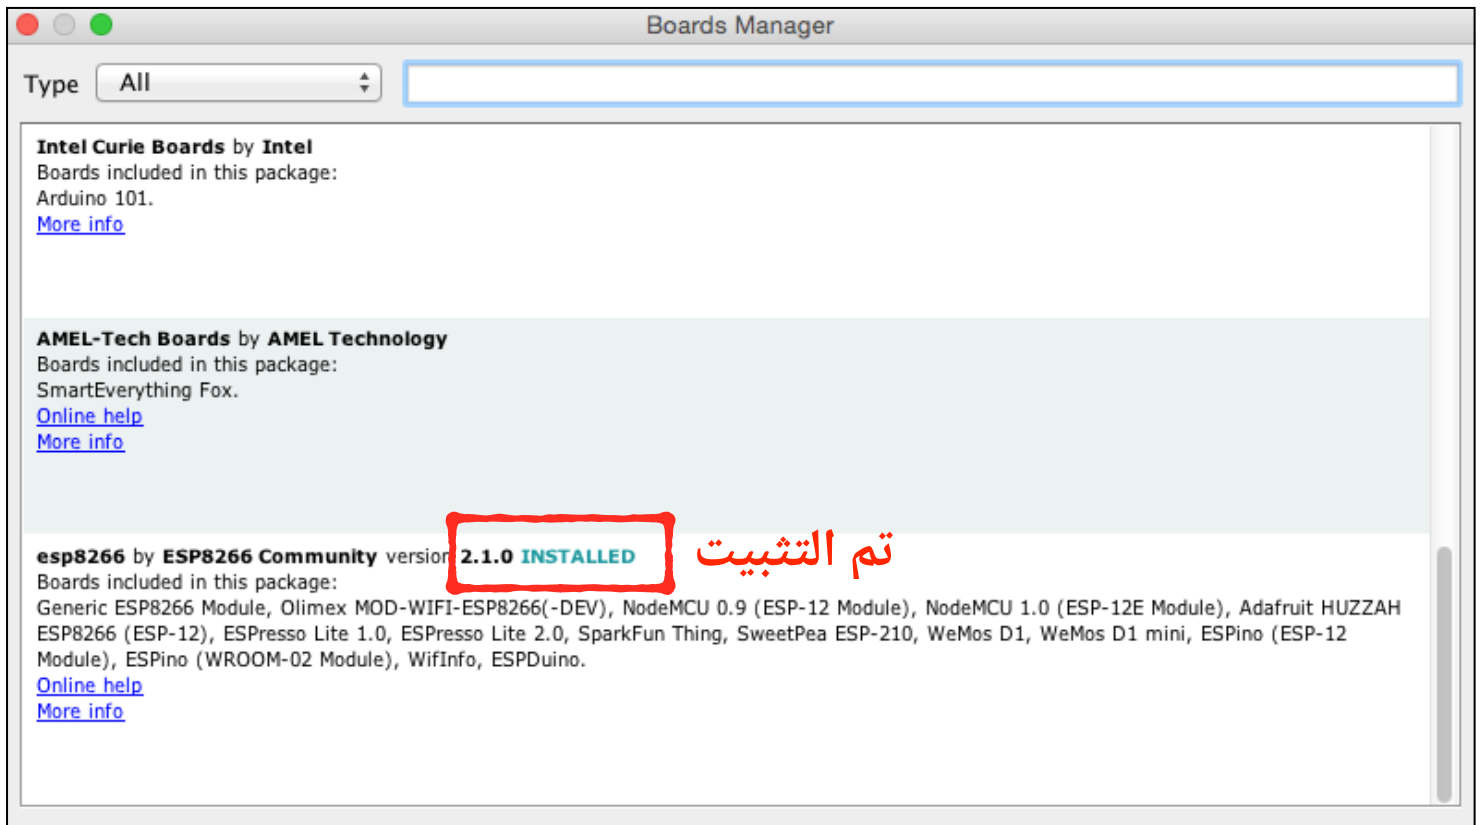 Boards Manager
Type All
Intel Curie Boards by Intel
Boards included in this package:
Arduino 101.
More info
AMEL-Tech Boards by AMEL Technology
Boards included in this package:
SmartEverything Fox.
Online help
More info
esp8266 by ESP8266 Community version 2.1.0 INSTALLED
تم التثبيت
Boards included in this package:
Generic ESP8266 Module, Olimex MOD-WIFI-ESP8266(-DEV), NodeMCU 0.9 (ESP-12 Module), NodeMCU 1.0 (ESP-12E Module), Adafruit HUZZAH
ESP8266 (ESP-12), ESPresso Lite 1.0, ESPresso Lite 2.0, SparkFun Thing, SweetPea ESP-210, WeMos D1, WeMos D1 mini, ESPino (ESP-12
Module), ESPino (WROOM-02 Module), WifInfo, ESPDuino.
Online help
More info